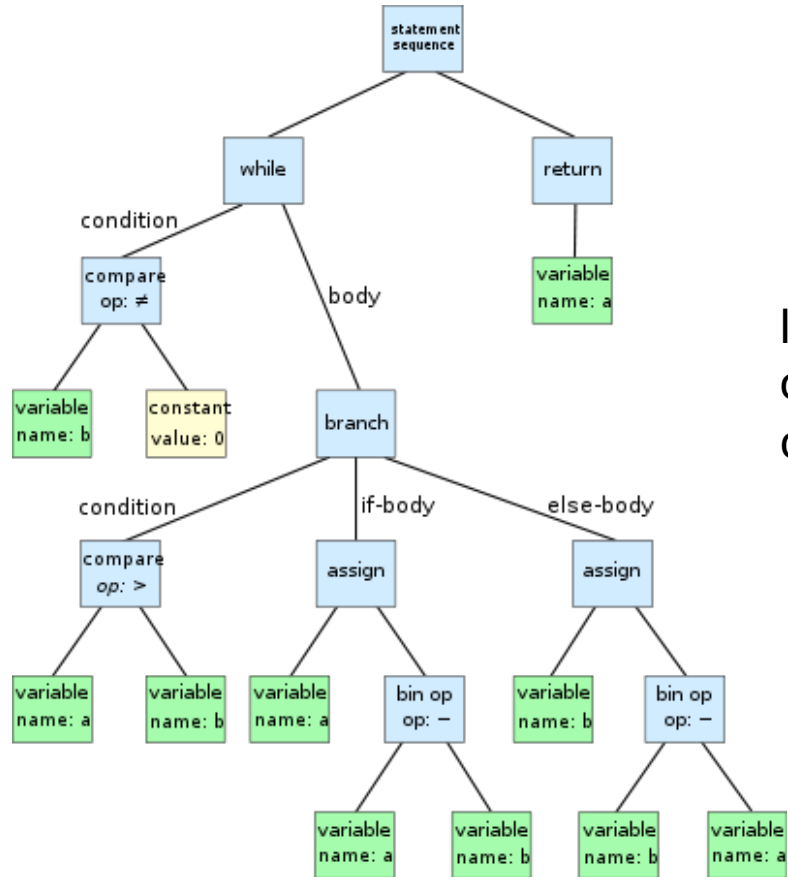 statement
sequence
while
return
condition
body
compare
op: ≠
variable
name: a
variable
name: b
constant
value: 0
branch
condition
if-body
else-body
compare
op: >
assign
assign
variable
name: a
variable
name: b
variable
name: a
bin op
op: −
variable
name: b
bin op
op: −
variable
name: a
variable
name: b
variable
name: b
variable
name: a